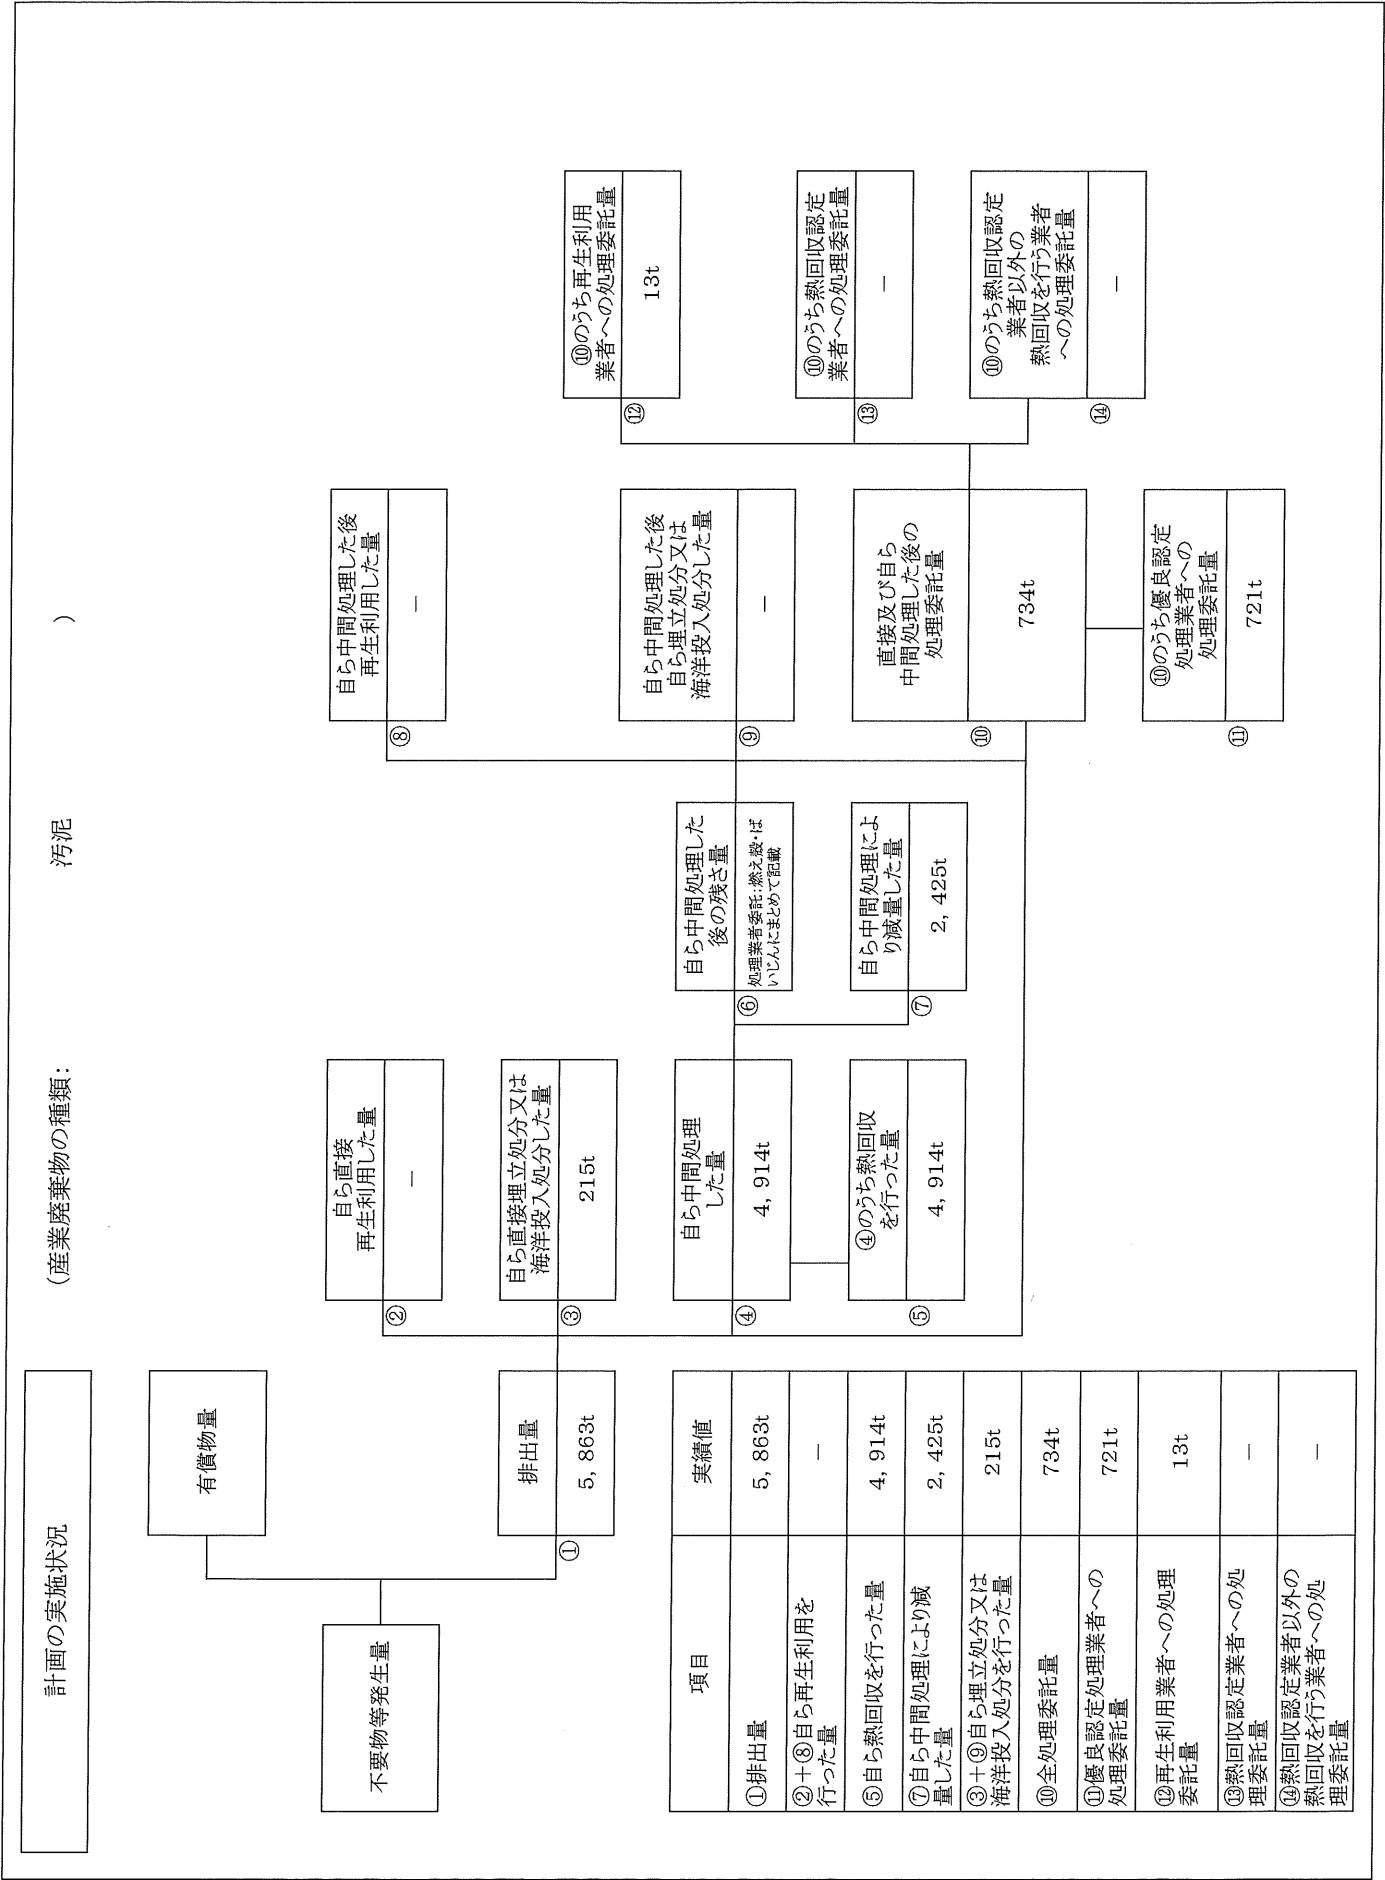 計画の実施状況
(産業廃棄物の種類: 汚泥 )
不要物等発生量
有償物量
排出量
①
5, 863t
自ら直接
再生利用した量
②
－
自ら直接埋立処分又は
海洋投入処分した量
③
215t
自ら中間処理
した量
④
4, 914t
④のうち熱回収
を行った量
⑤
4, 914t
自ら中間処理した
後の残さ量
⑥
処理業者委託:燃え殻・ば
いじんにまとめて記載
自ら中間処理によ
り減量した量
⑦
2, 425t
自ら中間処理した後
再生利用した量
⑧
－
自ら中間処理した後
自ら埋立処分又は
海洋投入処分した量
⑨
－
直接及び自ら
中間処理した後の
処理委託量
⑩
734t
⑩のうち優良認定
処理業者への
処理委託量
⑪
721t
⑩のうち再生利用
業者への処理委託量
⑫
13t
⑩のうち熱回収認定
業者への処理委託量
⑬
－
⑩のうち熱回収認定
業者以外の
熱回収を行う業者
への処理委託量
⑭
－
項目 実績値
①排出量 5, 863t
②＋⑧自ら再生利用を
行った量 －
⑤自ら熱回収を行った量 4, 914t
⑦自ら中間処理により減
量した量 2, 425t
③＋⑨自ら埋立処分又は
海洋投入処分を行った量 215t
⑩全処理委託量 734t
⑪優良認定処理業者への
処理委託量 721t
⑫再生利用業者への処理
委託量 13t
⑬熱回収認定業者への処
理委託量 －
⑭熱回収認定業者以外の
熱回収を行う業者への処
理委託量 －